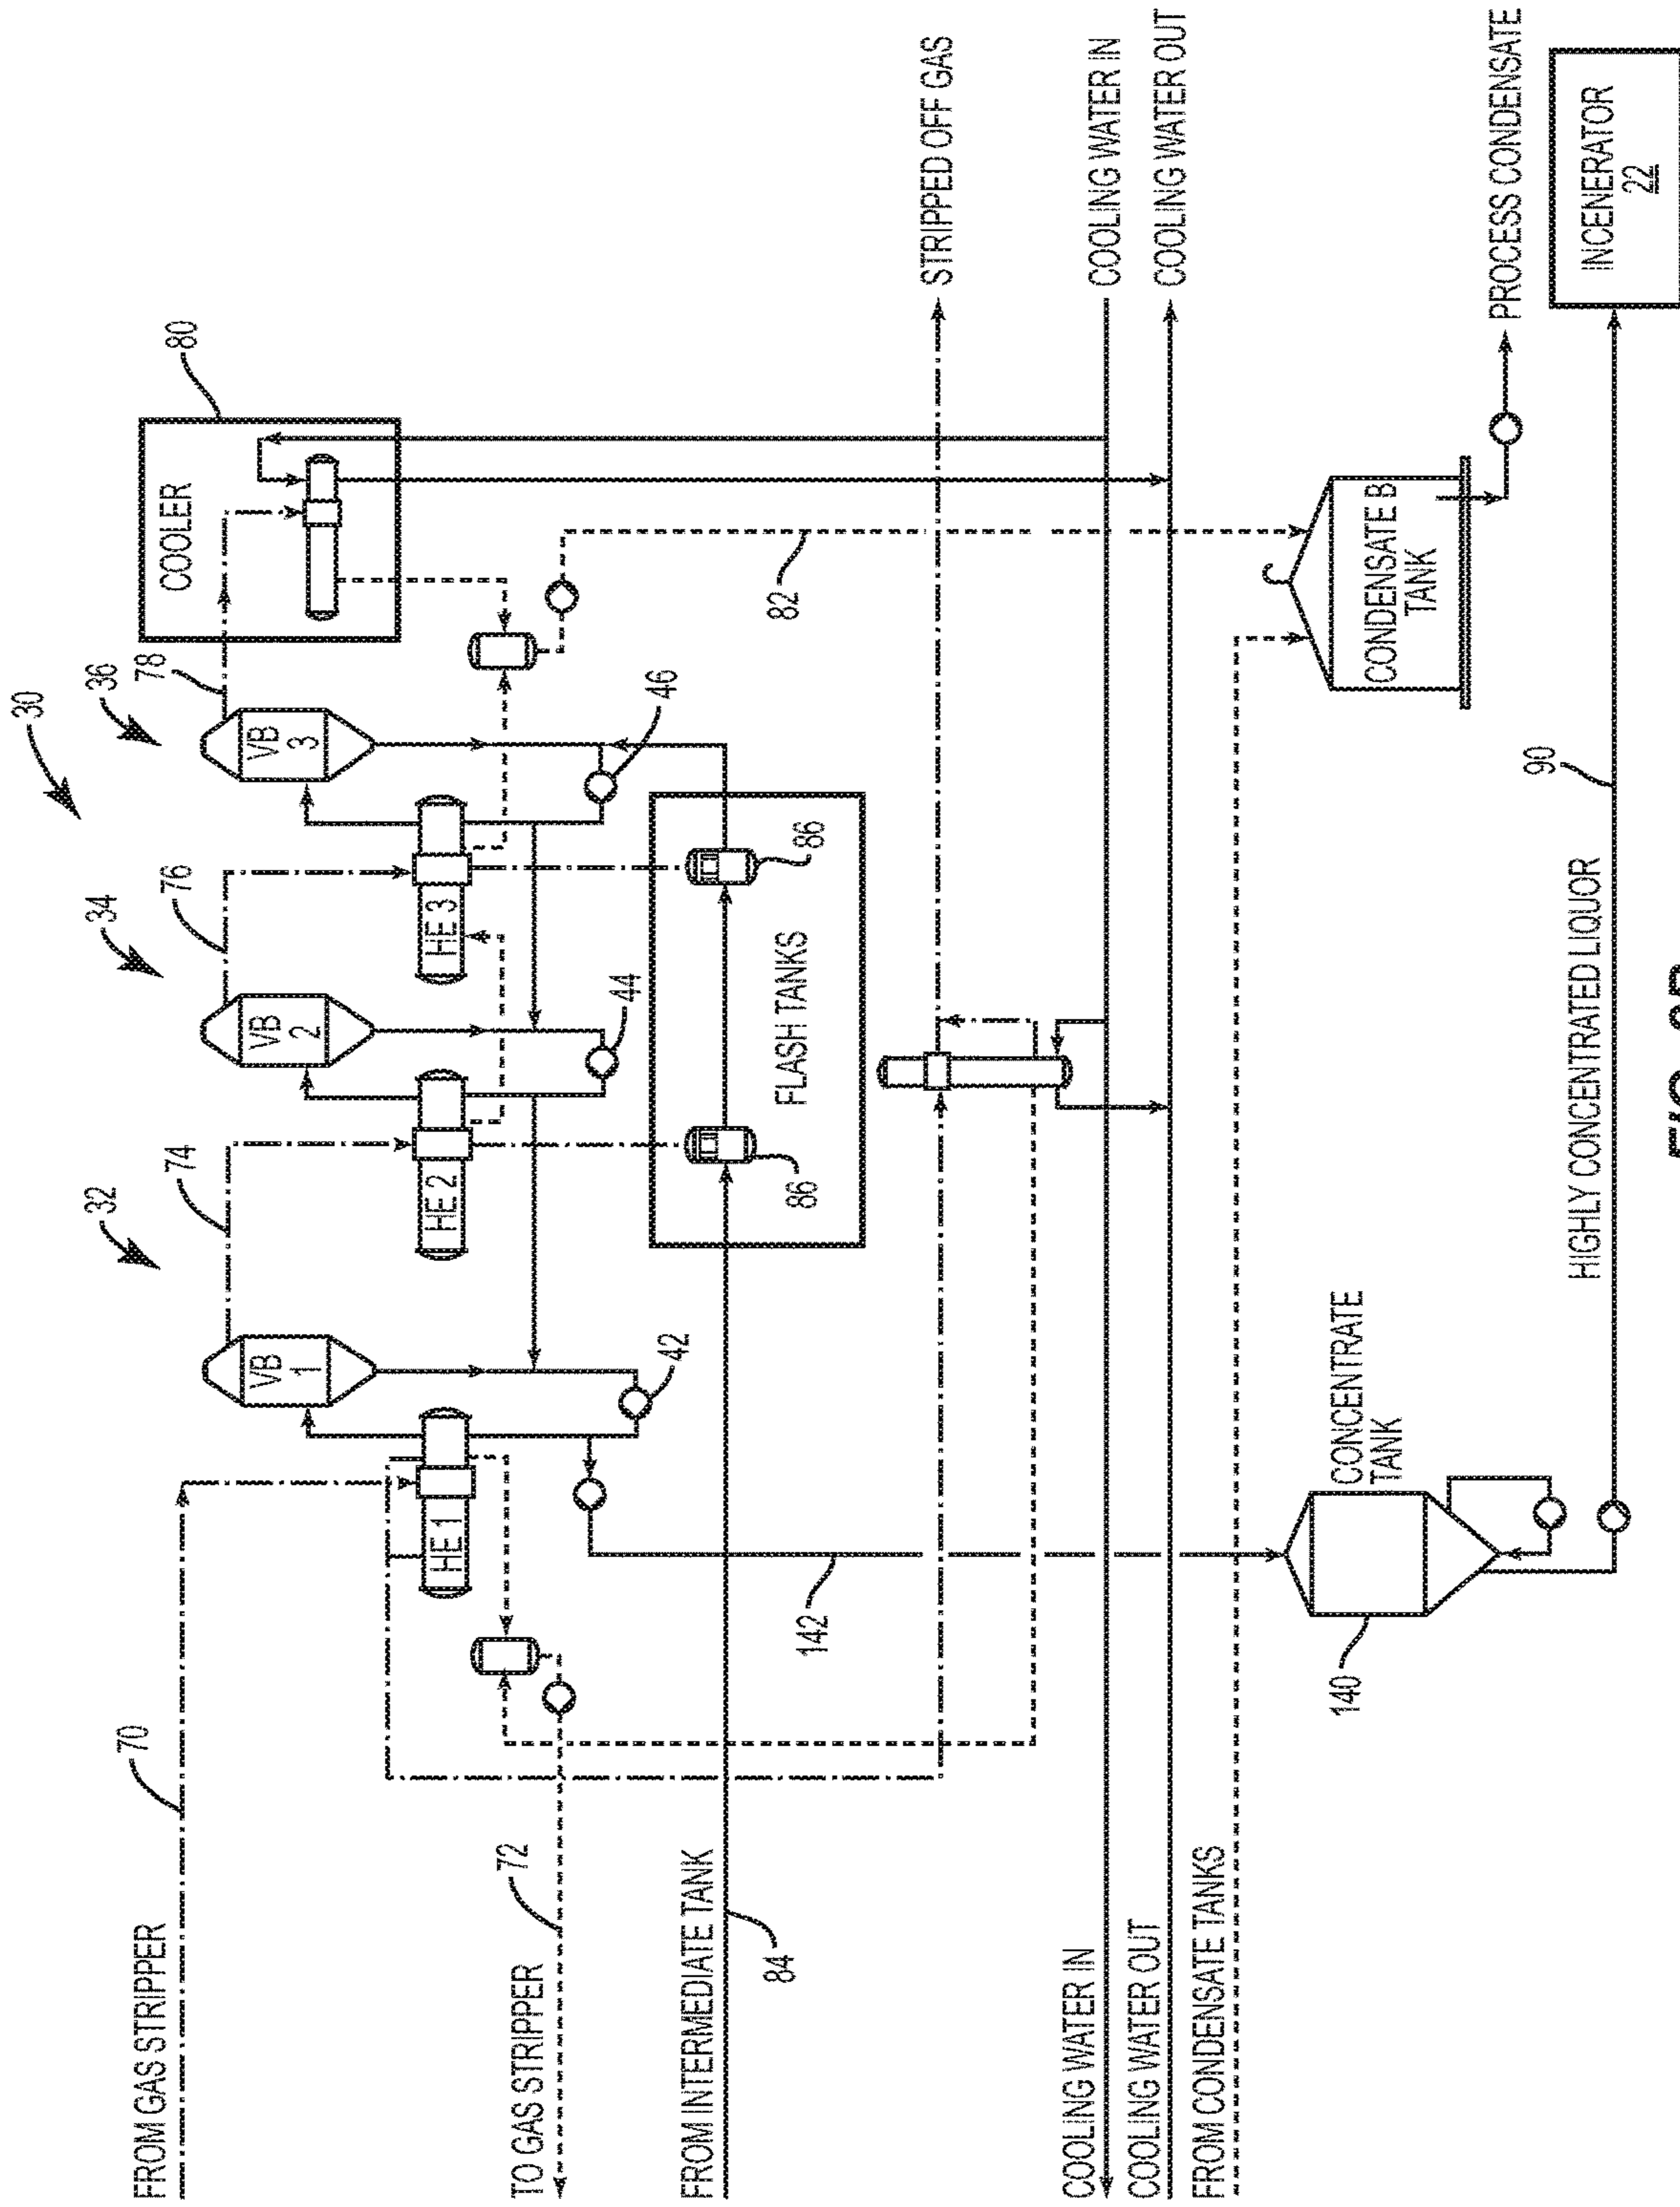 30
32
34
36
80
FROM GAS STRIPPER
70
74
76
78
COOLER
VB
1
VB
2
VB
3
HE 1
HE 2
HE 3
TO GAS STRIPPER
72
42
44
46
FROM INTERMEDIATE TANK
84
86
86
FLASH TANKS
82
142
STRIPPED OFF GAS
COOLING WATER IN
COOLING WATER IN
COOLING WATER OUT
COOLING WATER OUT
FROM CONDENSATE TANKS
CONCENTRATE
TANK
140
CONDENSATE B
TANK
PROCESS CONDENSATE
HIGHLY CONCENTRATED LIQUOR
90
INCENERATOR
22